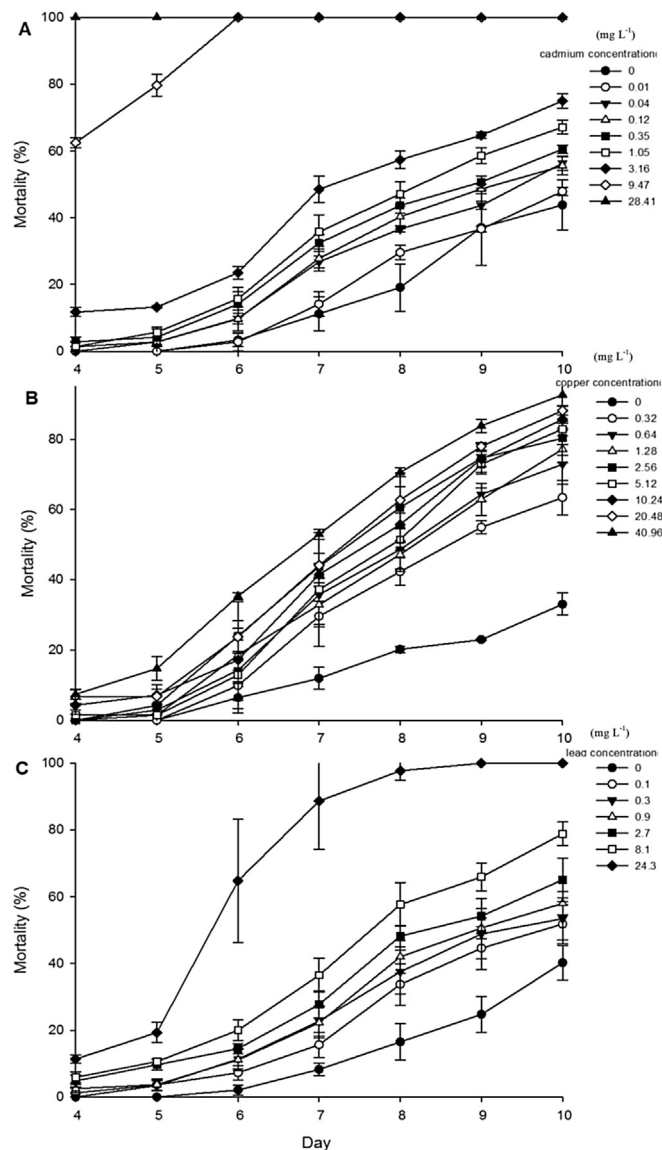 A
100
80
60
40
20
0
Mortality (%)
4 5 6 7 8 9 10
(mg L-1)
cadmium concentration
0
0.01
0.04
0.12
0.35
1.05
3.16
9.47
28.41
B
80
60
40
20
0
Mortality (%)
4 5 6 7 8 9 10
(mg L-1)
copper concentration
0
0.32
0.64
1.28
2.56
5.12
10.24
20.48
40.96
C
100
80
60
40
20
0
Mortality (%)
4 5 6 7 8 9 10
Day
(mg L-1)
lead concentration
0
0.1
0.3
0.9
2.7
8.1
24.3